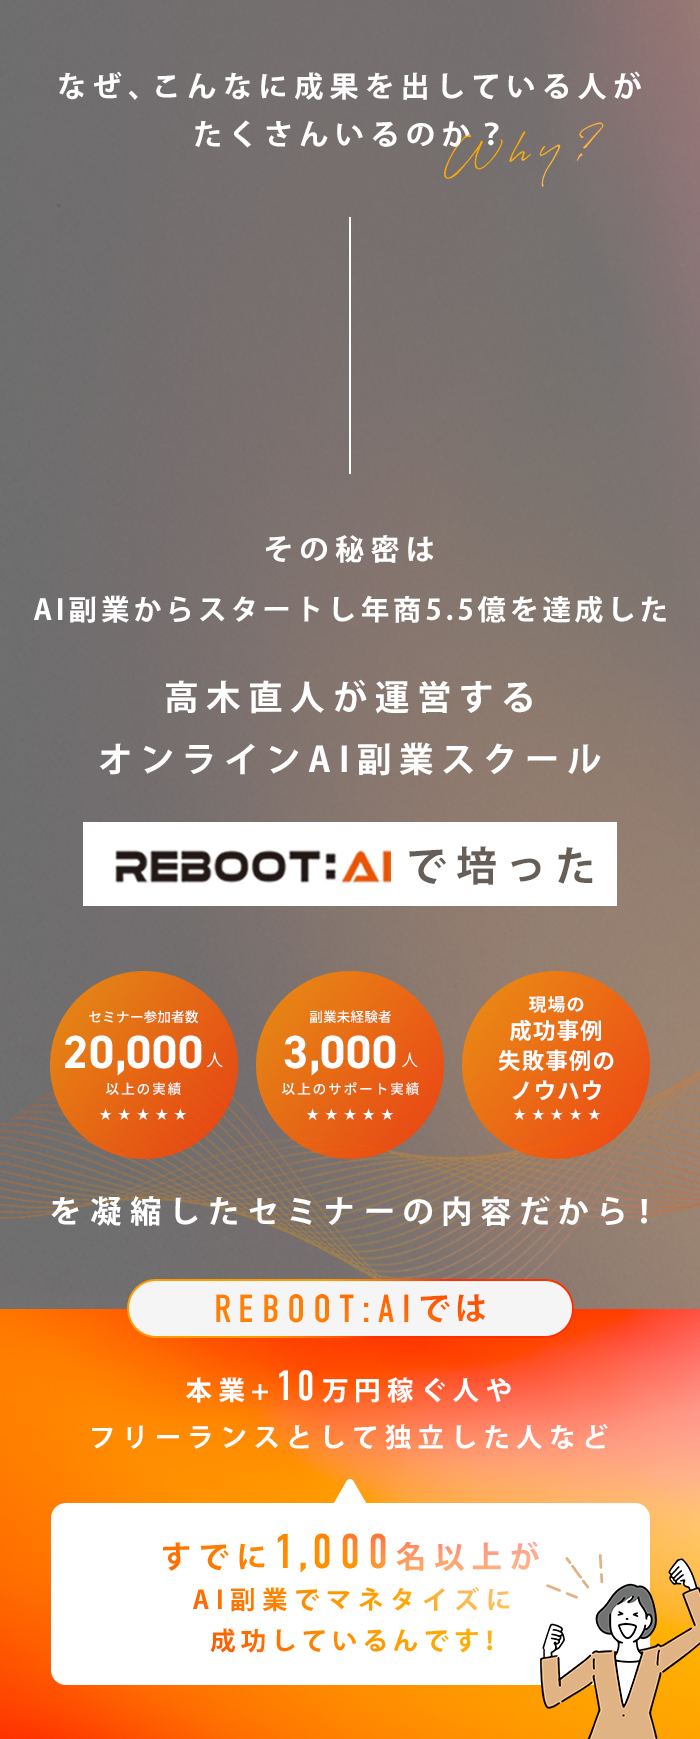 なぜ、こんなに成果を出している人が
たくさんいるのか？
Why?
その秘密は
AI副業からスタートし年商5.5億を達成した
高木直人が運営する
オンラインAI副業スクール
REBOOT:AIで培った
セミナー参加者数
20,000人
以上の実績
★★★★★
副業未経験者
3,000人
以上のサポート実績
★★★★★
現場の
成功事例
失敗事例の
ノウハウ
★★★★★
を凝縮したセミナーの内容だから！
REBOOT:AIでは
本業+10万円稼ぐ人や
フリーランスとして独立した人など
すでに1,000名以上が
AI副業でマネタイズに
成功しているんです！